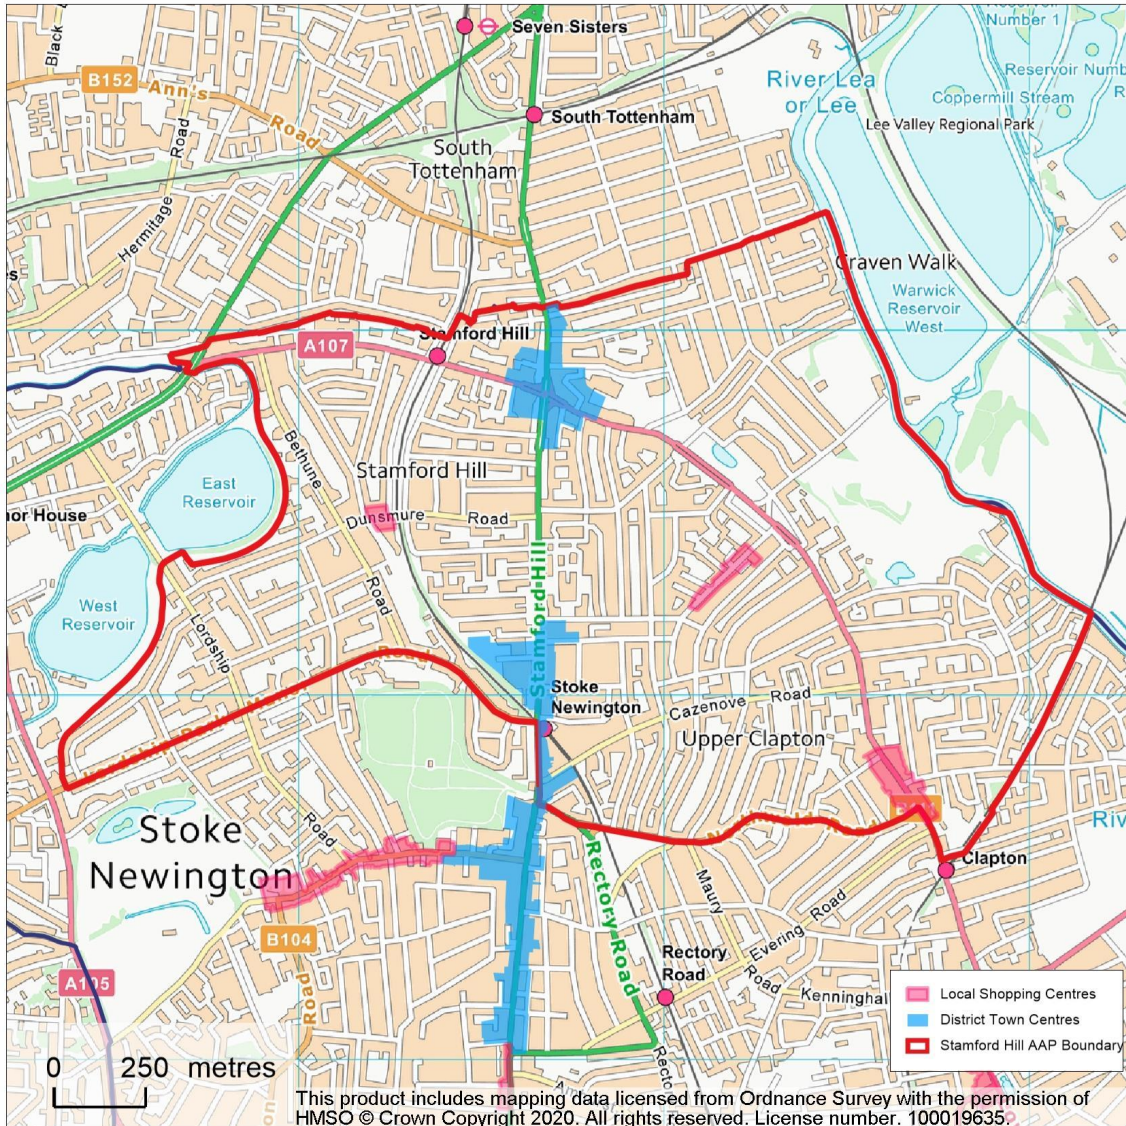 Black
Seven Sisters
B152
Ann's
Road
Road
Hermitage
South
Tottenham
South Tottenham
River Lea
or Lee
Number 1
Reservoir
Coppermill Stream
Lee Valley Regional Park
Craven Walk
Warwick
Reservoir
West
Stamford Hill
A107
Bethune
Road
Stamford Hill
East
Reservoir
nor House
Dunsmure Road
West
Reservoir
Lordship
Road
Stamford Hill
Road
Lordship Park
Stoke
Newington
Cazenove Road
Upper Clapton
Stoke
Newington
Clapton
Maury
Road
Evering Road
Rectory Road
Rectory
Road
Kenninghal
B104
Road
A105
Riv
Local Shopping Centres
District Town Centres
Stamford Hill AAP Boundary
0 250 metres
This product includes mapping data licensed from Ordnance Survey with the permission of
HMSO © Crown Copyright 2020. All rights reserved. License number. 100019635.